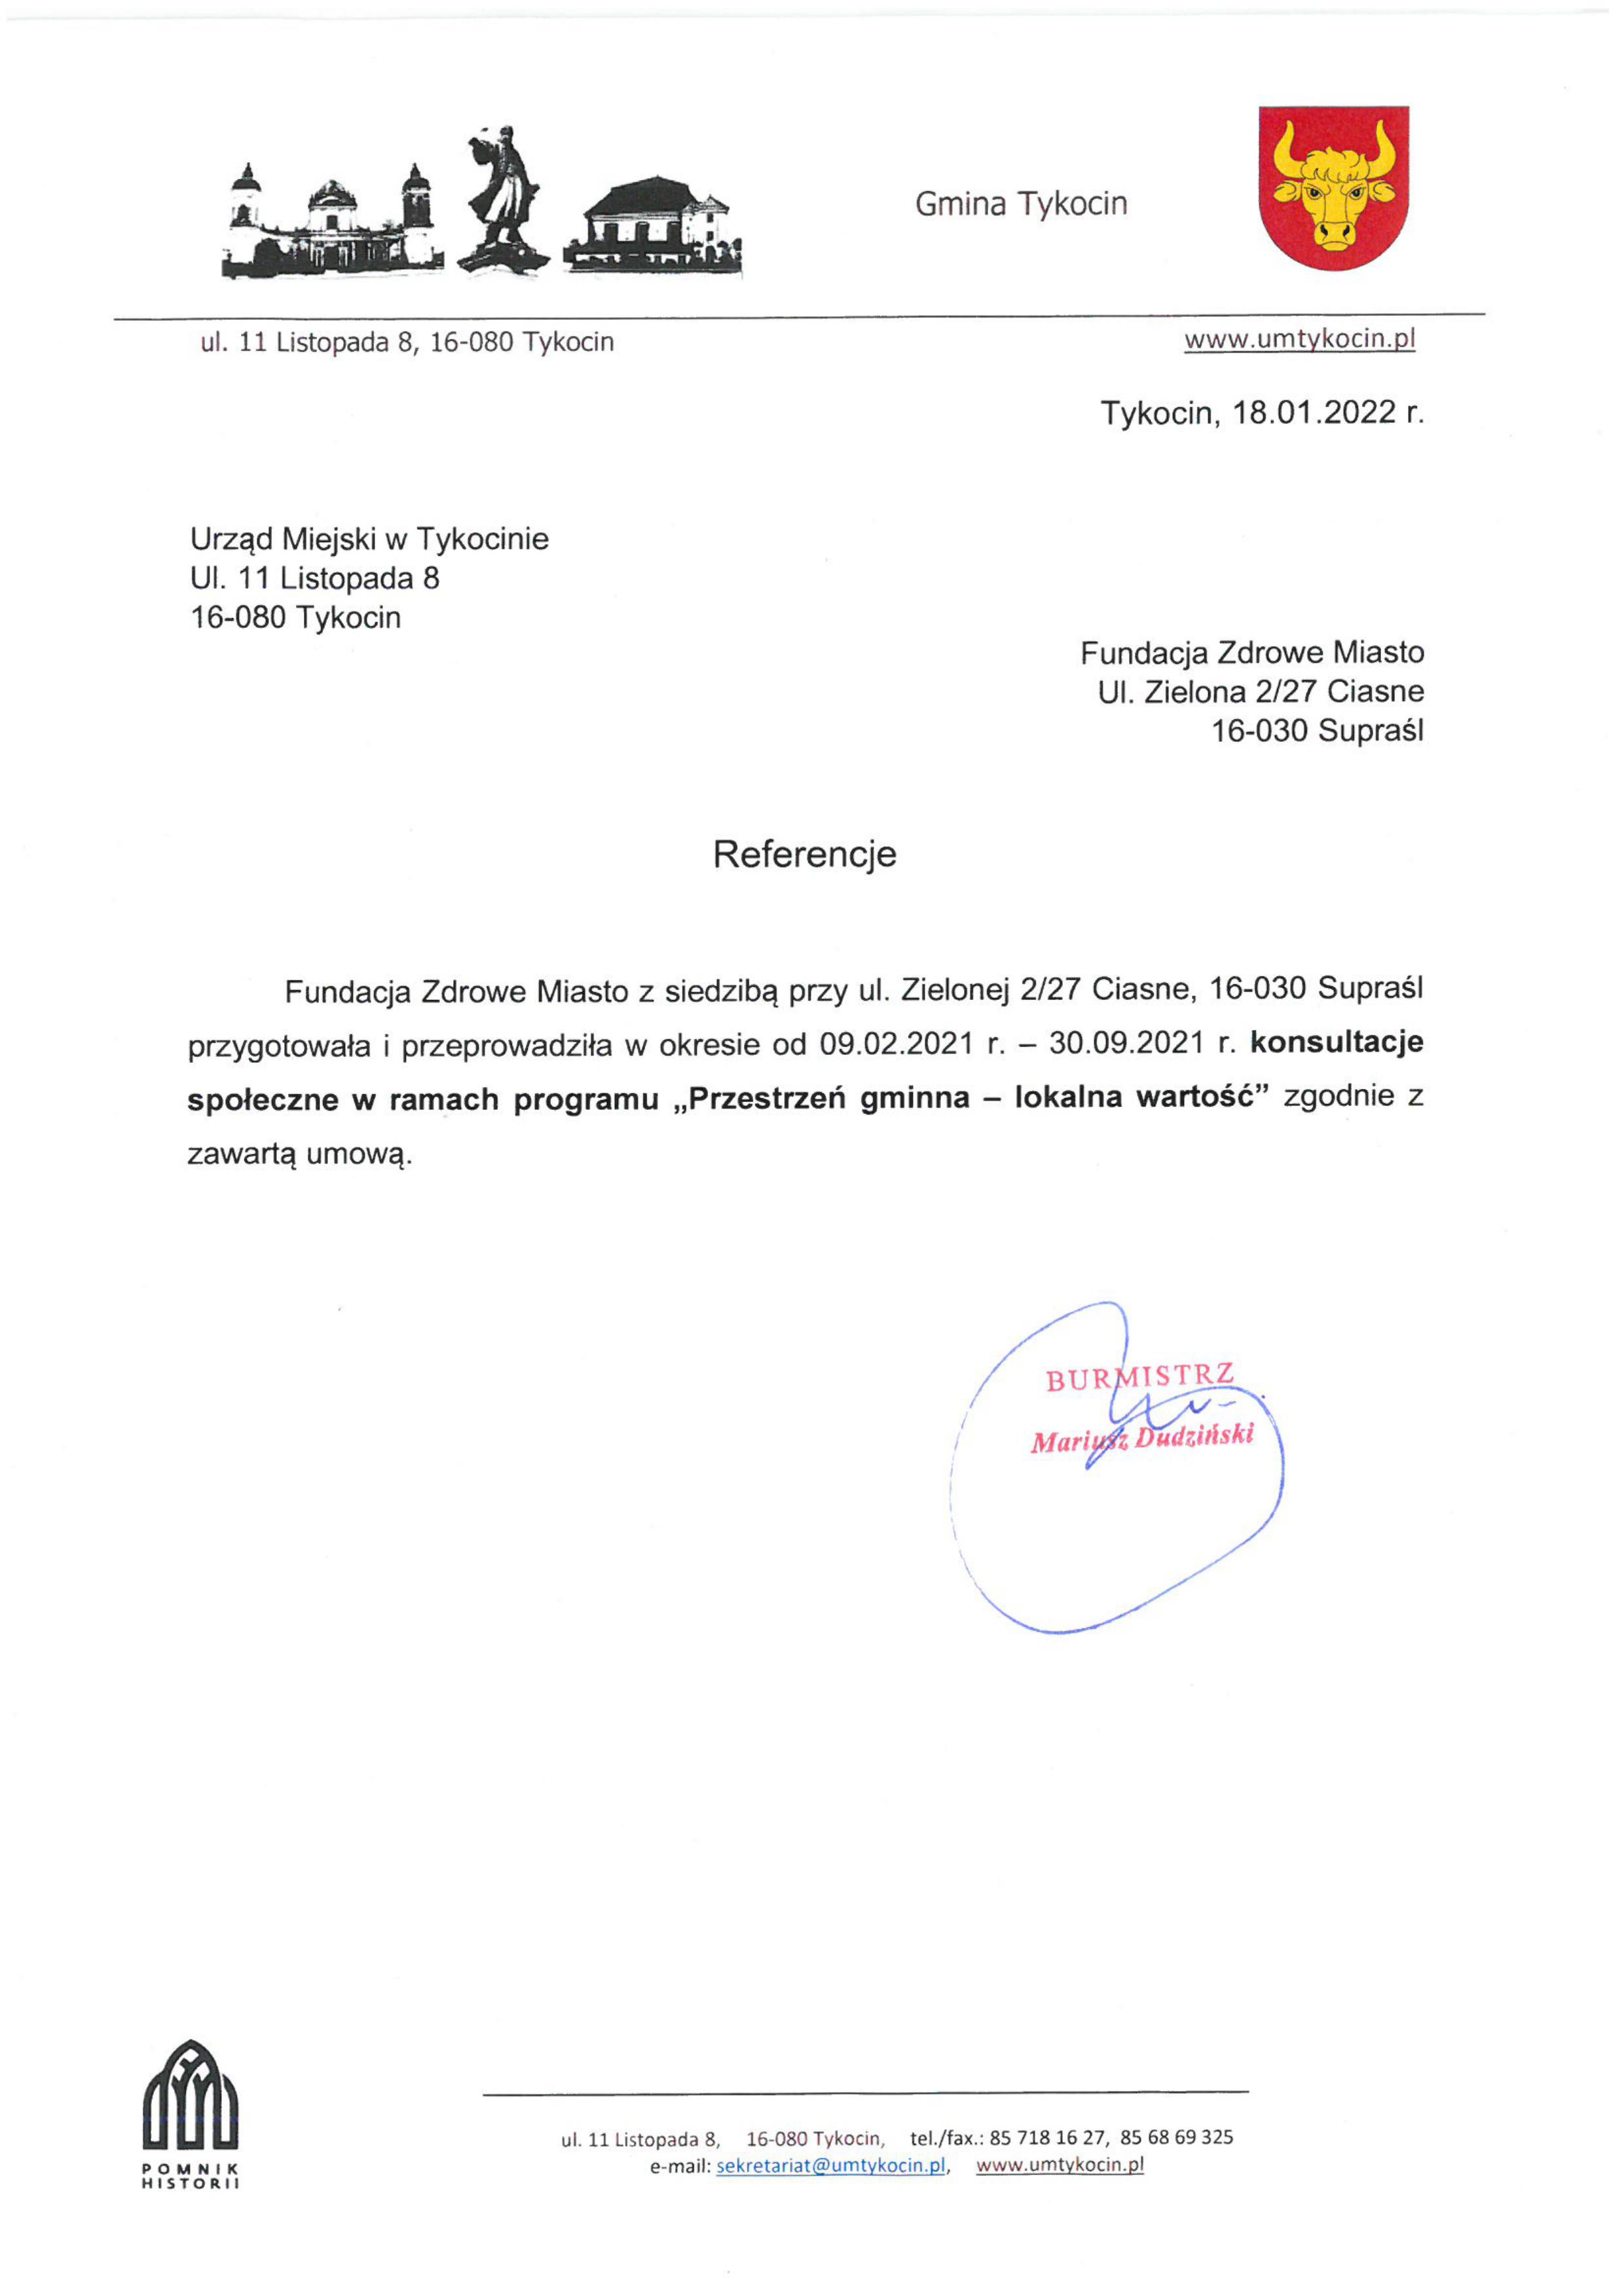 Gmina Tykocin
ul. 11 Listopada 8, 16-080 Tykocin
www.umtykocin.pl
Tykocin, 18.01.2022 r.
Urząd Miejski w Tykocinie
Ul. 11 Listopada 8
16-080 Tykocin
Fundacja Zdrowe Miasto
Ul. Zielona 2/27 Ciasne
16-030 Supraśl
Referencje
Fundacja Zdrowe Miasto z siedzibą przy ul. Zielonej 2/27 Ciasne, 16-030 Supraśl
przygotowała i przeprowadziła w okresie od 09.02.2021 r. – 30.09.2021 r. konsultacje
społeczne w ramach programu „Przestrzeń gminna – lokalna wartość” zgodnie z
zawartą umową.
BURMISTRZ
Mariusz Dudziński
POMNIK
HISTORII
ul. 11 Listopada 8, 16-080 Tykocin, tel./fax.: 85 718 16 27, 85 68 69 325
e-mail: sekretariat@umtykocin.pl, www.umtykocin.pl